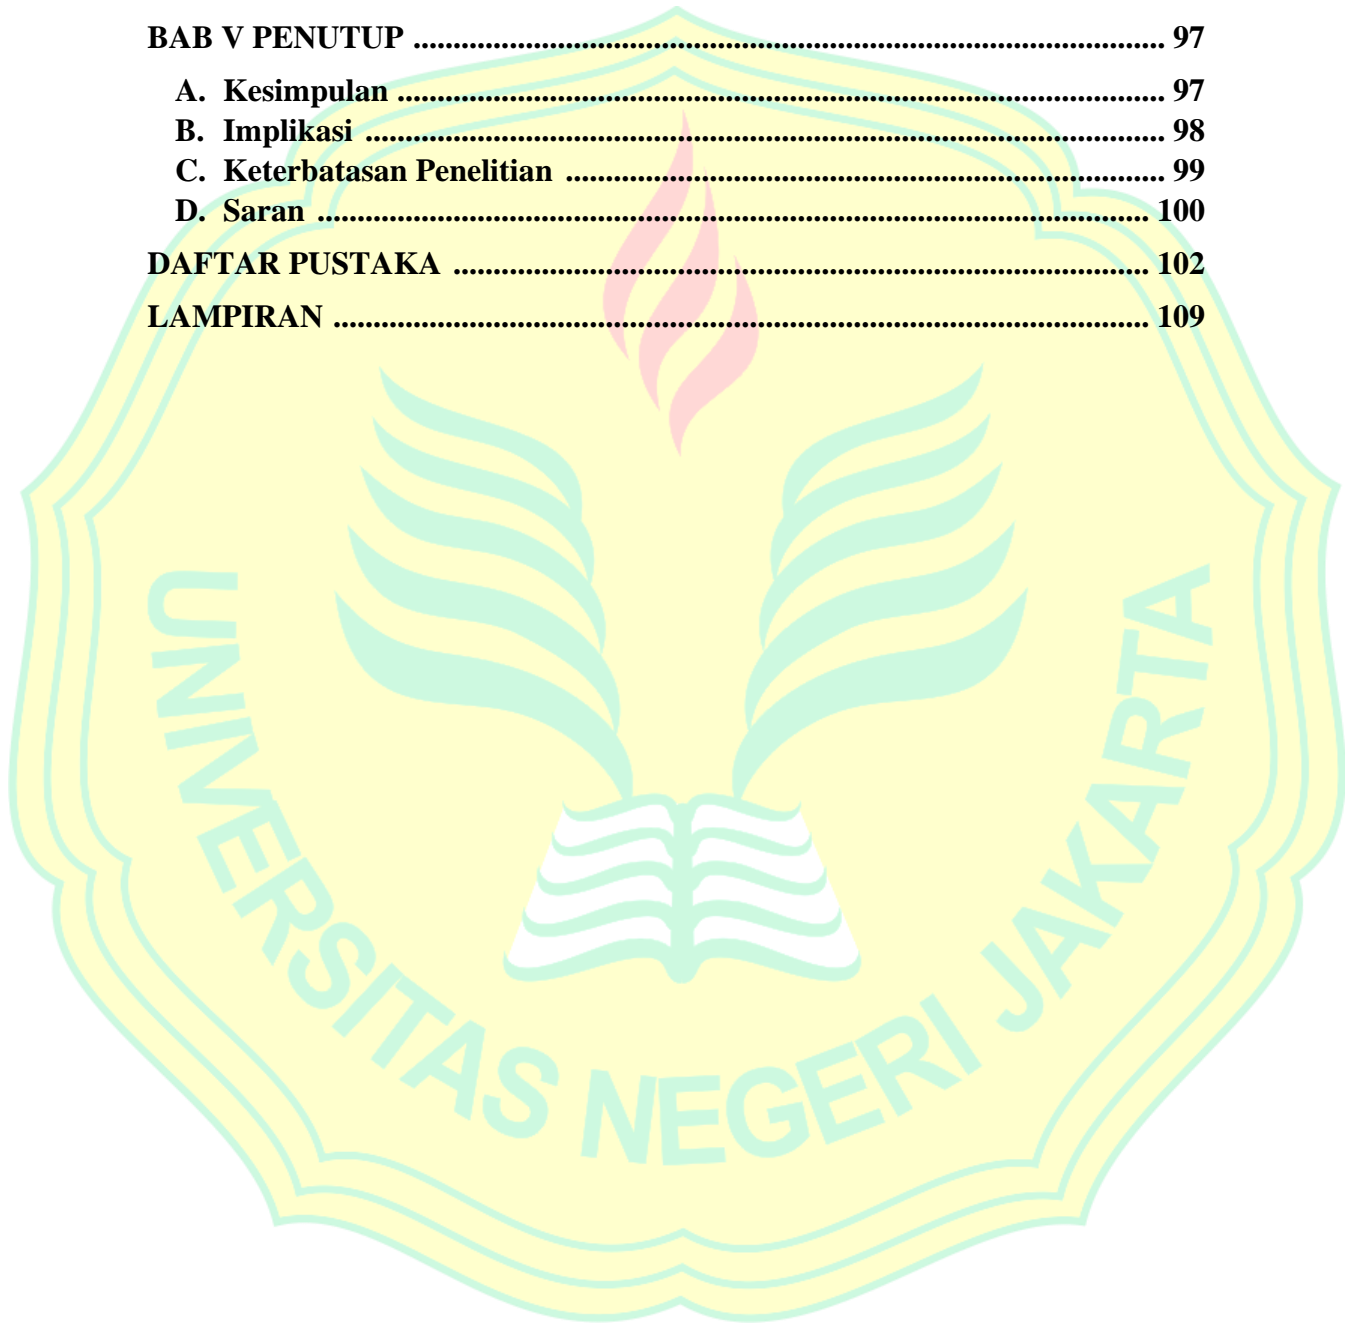 BAB V PENUTUP .............................................................................................. 97
A. Kesimpulan ................................................................................................ 97
B. Implikasi .................................................................................................... 98
C. Keterbatasan Penelitian ........................................................................... 99
D. Saran ........................................................................................................ 100
DAFTAR PUSTAKA ....................................................................................... 102
LAMPIRAN ...................................................................................................... 109
UNIVERSITAS NEGERI JAKARTA